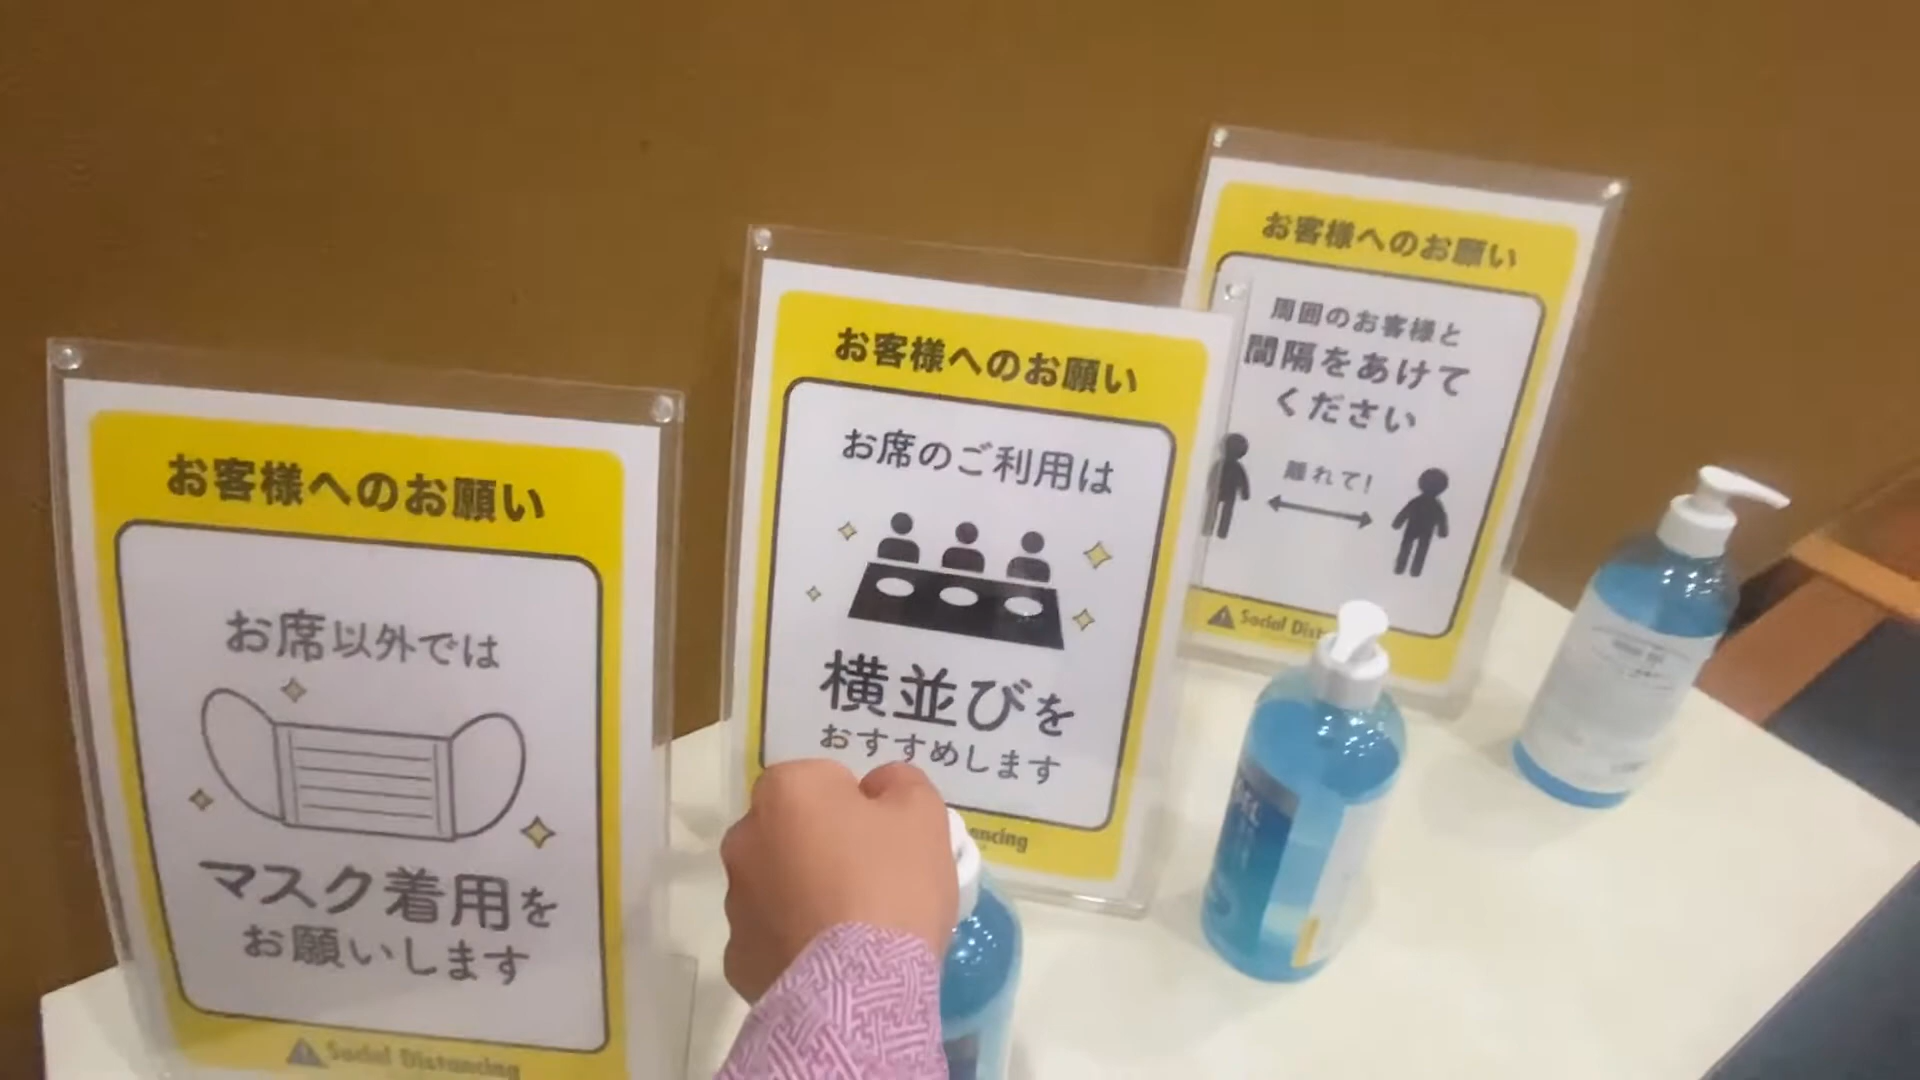 お客様へのお願い
お席以外では
マスク着用を
お願いします
Social Distancing
お客様へのお願い
お席のご利用は
横並びを
おすすめします
お客様へのお願い
周囲のお客様と
間隔をあけて
ください
離れて!
Social